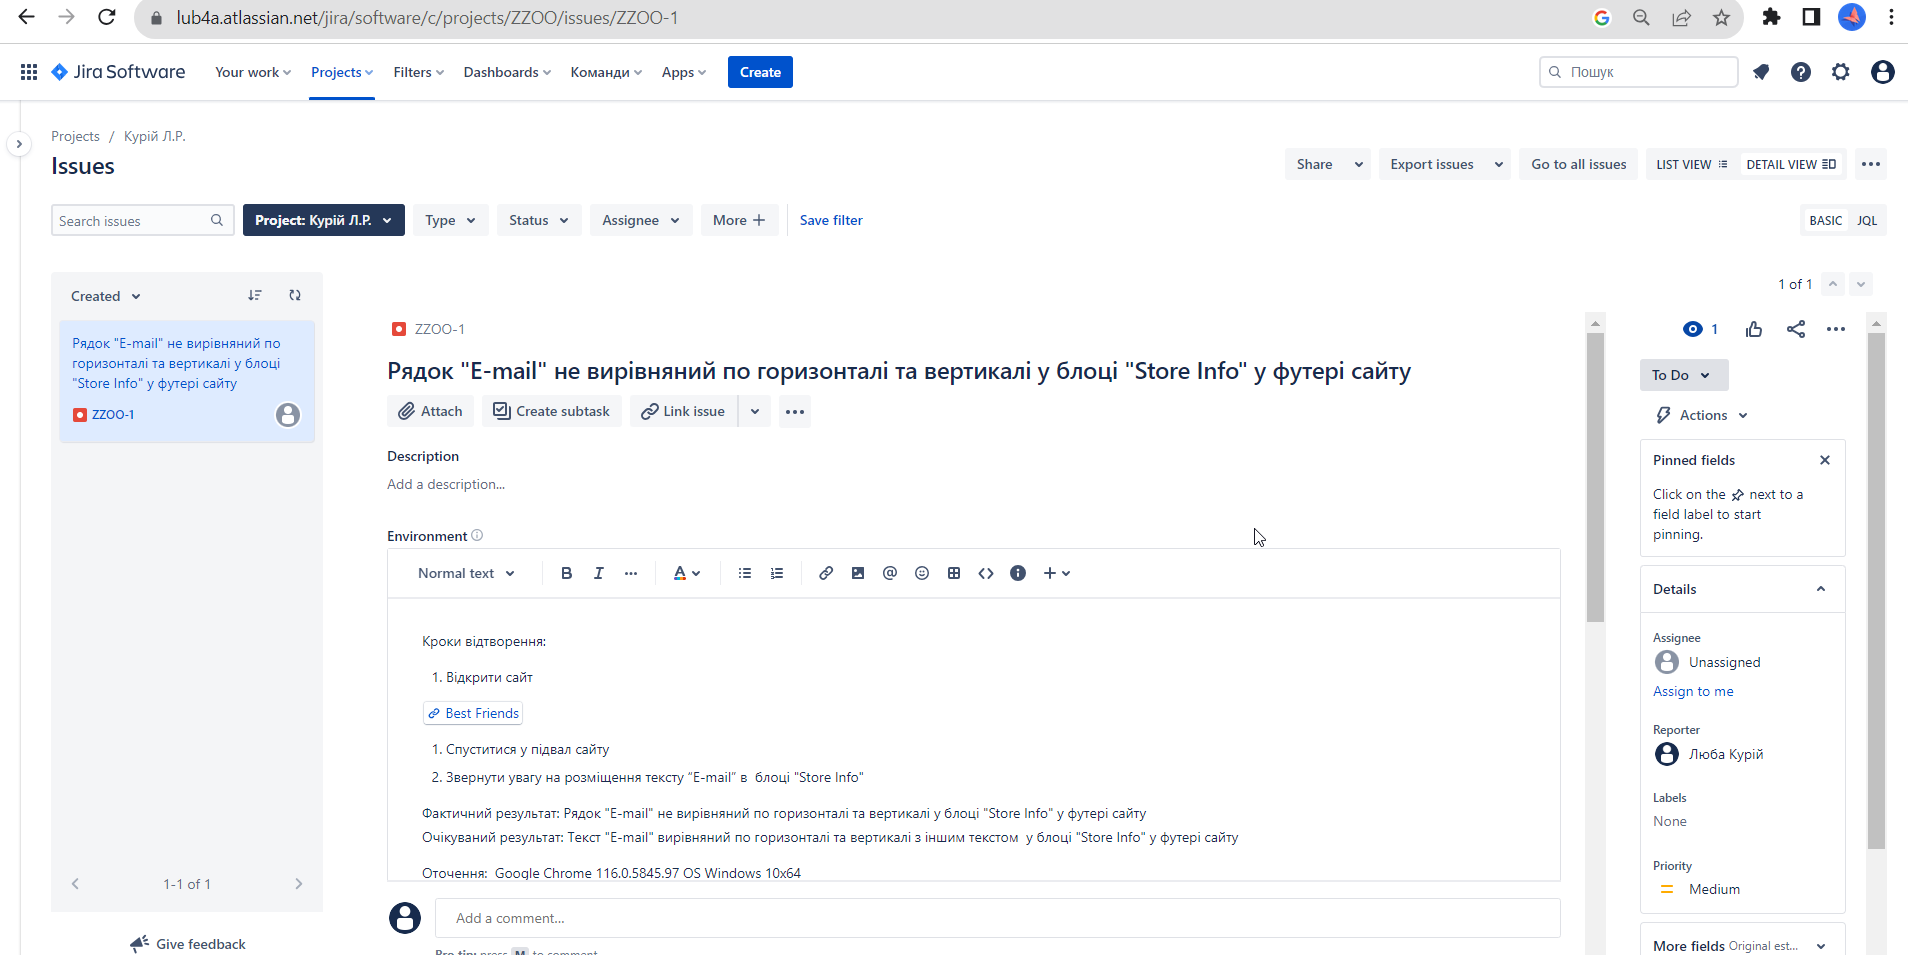 lub4a.atlassian.net/jira/software/c/projects/ZZOO/issues/ZZOO-1
Jira Software Your work Projects Filters Dashboards Команди Apps Create Пошук
Projects / Курій Л.Р.
Issues
Share Export issues Go to all issues LIST VIEW DETAIL VIEW
Search issues Project: Курій Л.Р. Type Status Assignee More Save filter BASIC JQL
Created
Рядок "E-mail" не вирівняний по
горизонталі та вертикалі у блоці
"Store Info" у футері сайту
ZZOO-1
1-1 of 1
Give feedback
1 of 1
ZZOO-1
Рядок "E-mail" не вирівняний по горизонталі та вертикалі у блоці "Store Info" у футері сайту
Attach Create subtask Link issue
Description
Add a description...
Environment
Normal text B I A
Кроки відтворення:
1. Відкрити сайт
Best Friends
1. Спуститися у підвал сайту
2. Звернути увагу на розміщення тексту “E-mail” в блоці "Store Info"
Фактичний результат: Рядок "E-mail" не вирівняний по горизонталі та вертикалі у блоці "Store Info" у футері сайту
Очікуваний результат: Текст "E-mail" вирівняний по горизонталі та вертикалі з іншим текстом у блоці "Store Info" у футері сайту
Оточення: Google Chrome 116.0.5845.97 OS Windows 10x64
Add a comment...
Pro tip: press M to comment
1
To Do
Actions
Pinned fields
Click on the next to a
field label to start
pinning.
Details
Assignee
Unassigned
Assign to me
Reporter
Люба Курій
Labels
None
Priority
Medium
More fields Original est...